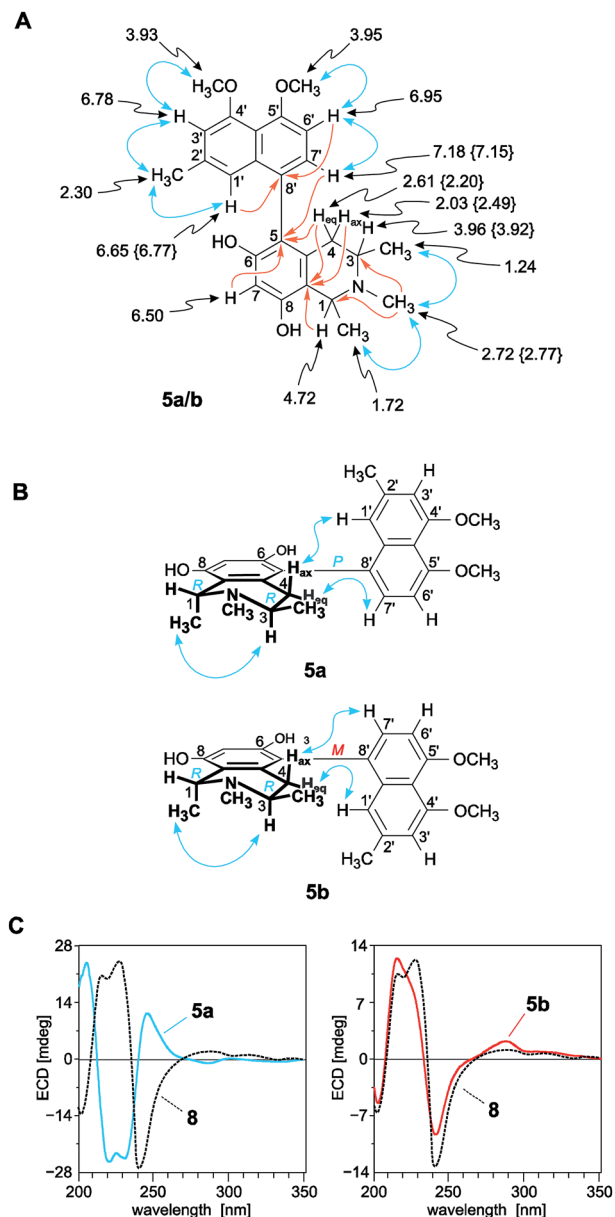 A
3.93 3.95
H₃CO OCH₃
6.78 H 4' 5' H 6.95
3' 6'
2' 7'
H₃C 1' 8' H 7.18 {7.15}
2.30 H H_eq H_ax 2.61 {2.20}
2.03 {2.49}
6.65 {6.77} 5 4 H 3.96 {3.92}
HO 6 3 CH₃ 1.24
H 7 8 N CH₃
6.50 1
OH H CH₃ 2.72 {2.77}
5a/b 4.72 1.72
B
H₃C H
2' 3'
H 1' 4' OCH₃
HO 8 6 OH H_ax P 8' 5' OCH₃
H R 1 N R 4 H_eq 7' 6'
H₃C CH₃ 3 CH₃ H H
H
5a
H H
7' 6'
HO 8 6 OH 3 H_ax M 8' 5' OCH₃
H R 1 N R 4 H_eq H 1' 4' OCH₃
H₃C CH₃ 3 CH₃ 2' 3'
H H₃C H
5b
C
28
14
0
-14
-28
ECD [mdeg]
5a
8
200 250 300 350
wavelength [nm]
14
7
0
-7
-14
ECD [mdeg]
5b
8
200 250 300 350
wavelength [nm]